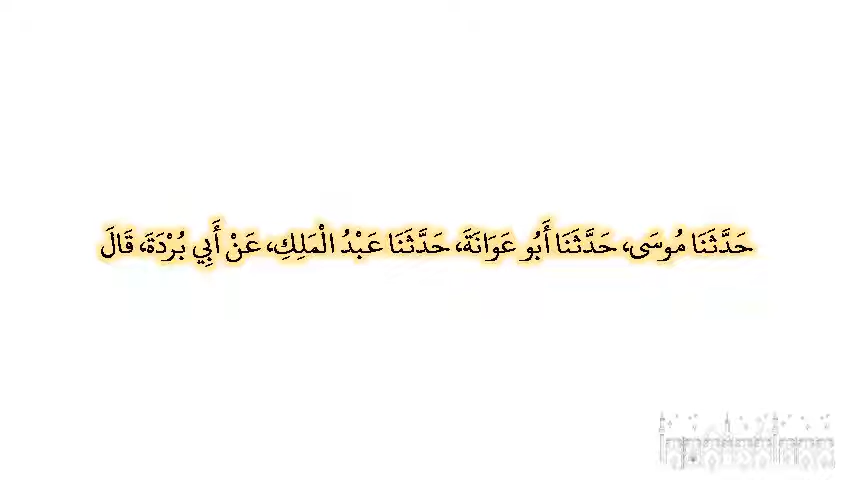 حَدَّثَنَا مُوسَى، حَدَّثَنَا أَبُو عَوَانَةَ، حَدَّثَنَا عَبْدُ الْمَلِكِ، عَنْ أَبِي بُرْدَةَ، قَالَ